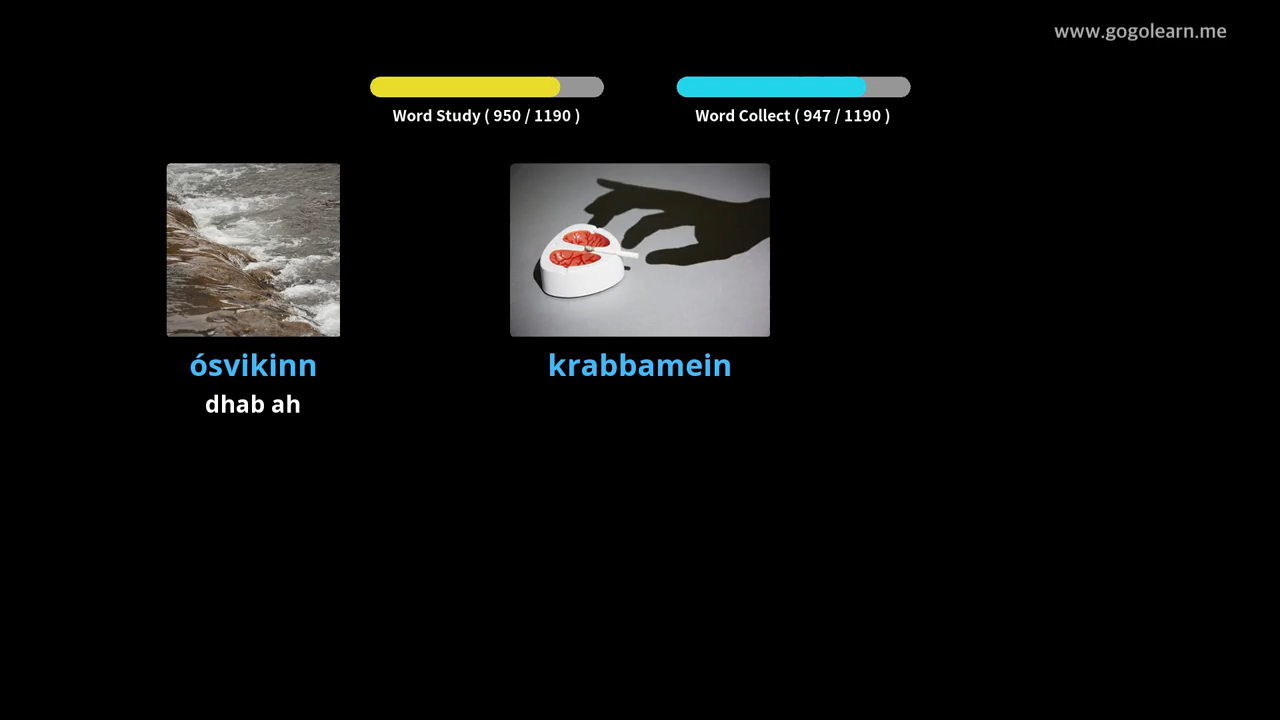 www.gogolearn.me
Word Study ( 950 / 1190 )
Word Collect ( 947 / 1190 )
ósvikinn
dhab ah
krabbamein